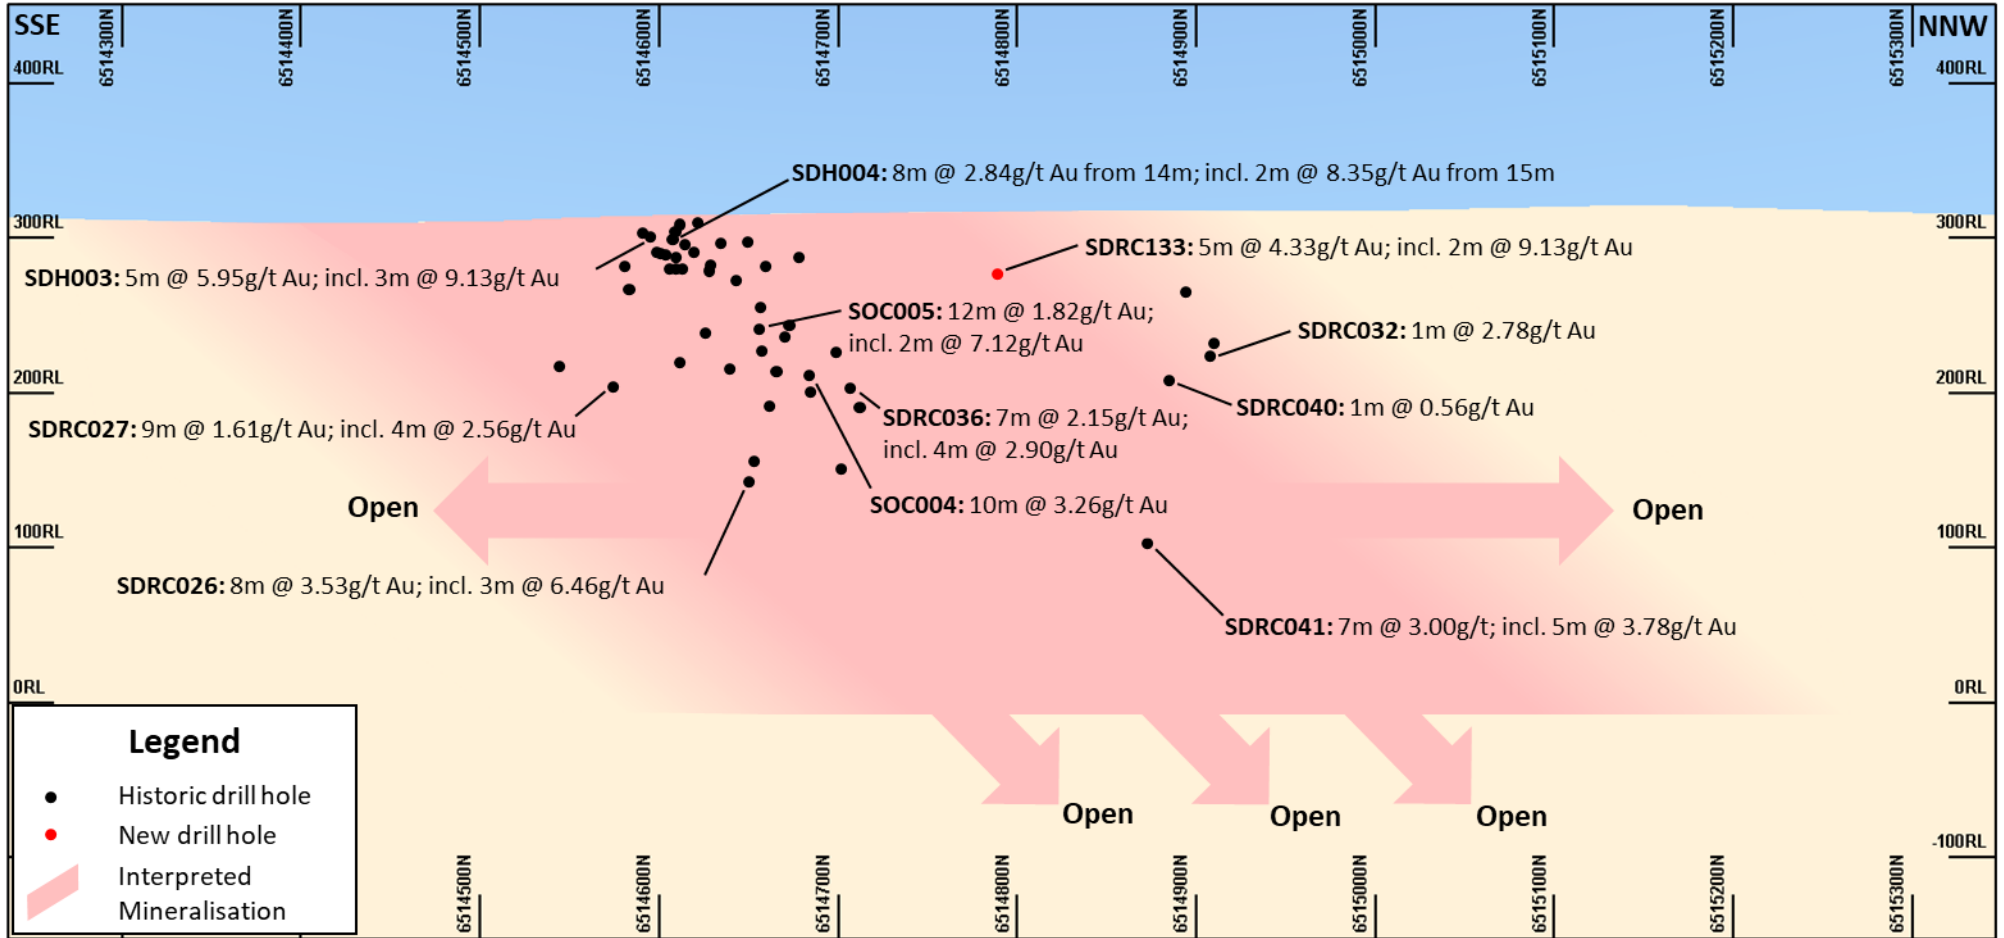 SSE
NNW
6514300N
6514400N
6514500N
6514600N
6514700N
6514800N
6514900N
6515000N
6515100N
6515200N
6515300N
400RL
400RL
SDH004: 8m @ 2.84g/t Au from 14m; incl. 2m @ 8.35g/t Au from 15m
300RL
300RL
SDRC133: 5m @ 4.33g/t Au; incl. 2m @ 9.13g/t Au
SDH003: 5m @ 5.95g/t Au; incl. 3m @ 9.13g/t Au
SOC005: 12m @ 1.82g/t Au;
incl. 2m @ 7.12g/t Au
SDRC032: 1m @ 2.78g/t Au
200RL
200RL
SDRC040: 1m @ 0.56g/t Au
SDRC027: 9m @ 1.61g/t Au; incl. 4m @ 2.56g/t Au
SDRC036: 7m @ 2.15g/t Au;
incl. 4m @ 2.90g/t Au
SOC004: 10m @ 3.26g/t Au
Open
Open
100RL
100RL
SDRC026: 8m @ 3.53g/t Au; incl. 3m @ 6.46g/t Au
SDRC041: 7m @ 3.00g/t; incl. 5m @ 3.78g/t Au
0RL
0RL
Legend
Historic drill hole
New drill hole
Interpreted
Mineralisation
Open
Open
Open
-100RL
6514500N
6514600N
6514700N
6514800N
6514900N
6515000N
6515100N
6515200N
6515300N